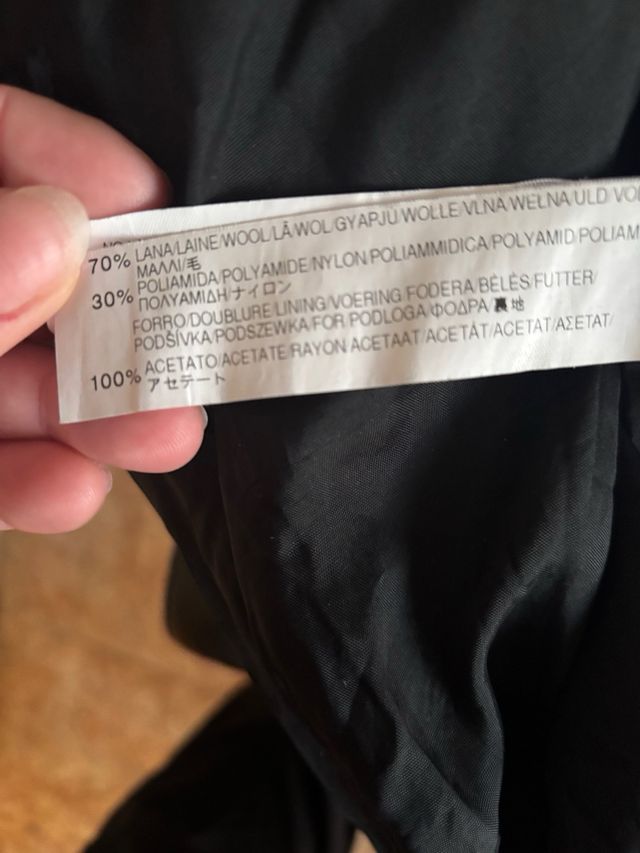 70% LANA/LAINE/WOOL/LÃ/WOL/GYAPJÚ/WOLLE/VLNA/WEŁNA/ULD
ΜΑΛΛΙ/毛
30% POLIAMIDA/POLYAMIDE/NYLON/POLIAMMIDICA/POLYAMID/POLIAM
ΠΟΛΥΑΜΙΔΗ/ナイロン
FORRO/DOUBLURE/LINING/VOERING/FODERA/BÉLÉS/FUTTER/
PODŠÍVKA/PODSZEWKA/FOR/PODLOGA/ΦΟΔΡΑ/裏地
100% ACETATO/ACETATE/RAYON/ACETAAT/ACETÁT/ACETAT/ΑΣΕΤΑΤ/
アセテート